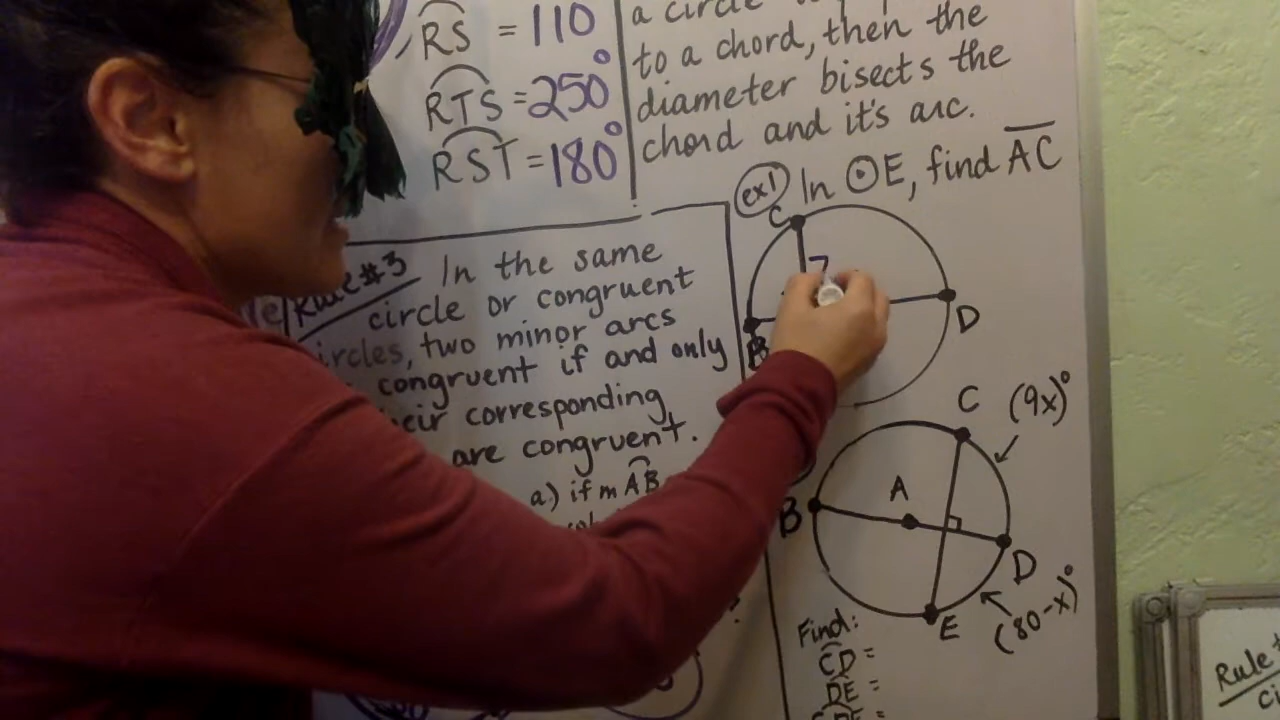 RS = 110°
RTS = 250°
RST = 180°
a circle
to a chord, then the
diameter bisects the
chord and it's arc.
ex1 In ⊙E, find AC
C
7
D
B
Rule #3 In the same
circle or congruent
circles, two minor arcs
congruent if and only
their corresponding
are congruent.
a.) if m AB
C (9x)°
A
B
D
E (80-x)°
Find:
CD =
DE =
Rule